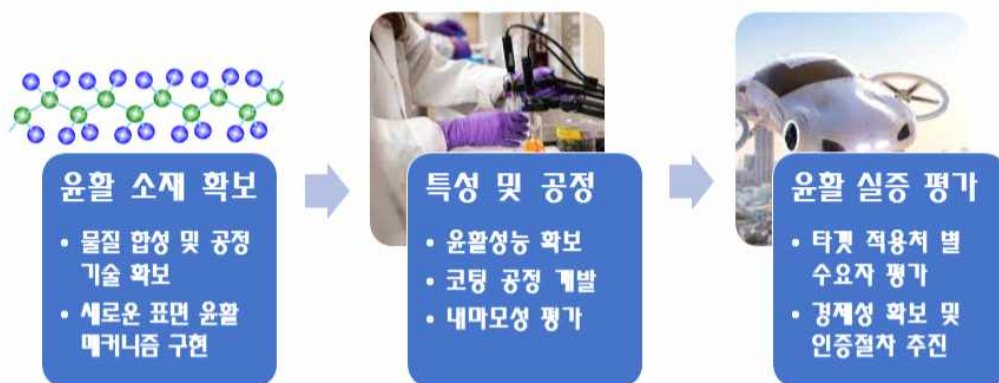 윤활 소재 확보
• 물질 합성 및 공정
기술 확보
• 새로운 표면 윤활
매커니즘 구현
특성 및 공정
• 윤활성능 확보
• 코팅 공정 개발
• 내마모성 평가
윤활 실증 평가
• 타겟 적용처 별
수요자 평가
• 경제성 확보 및
인증절차 추진